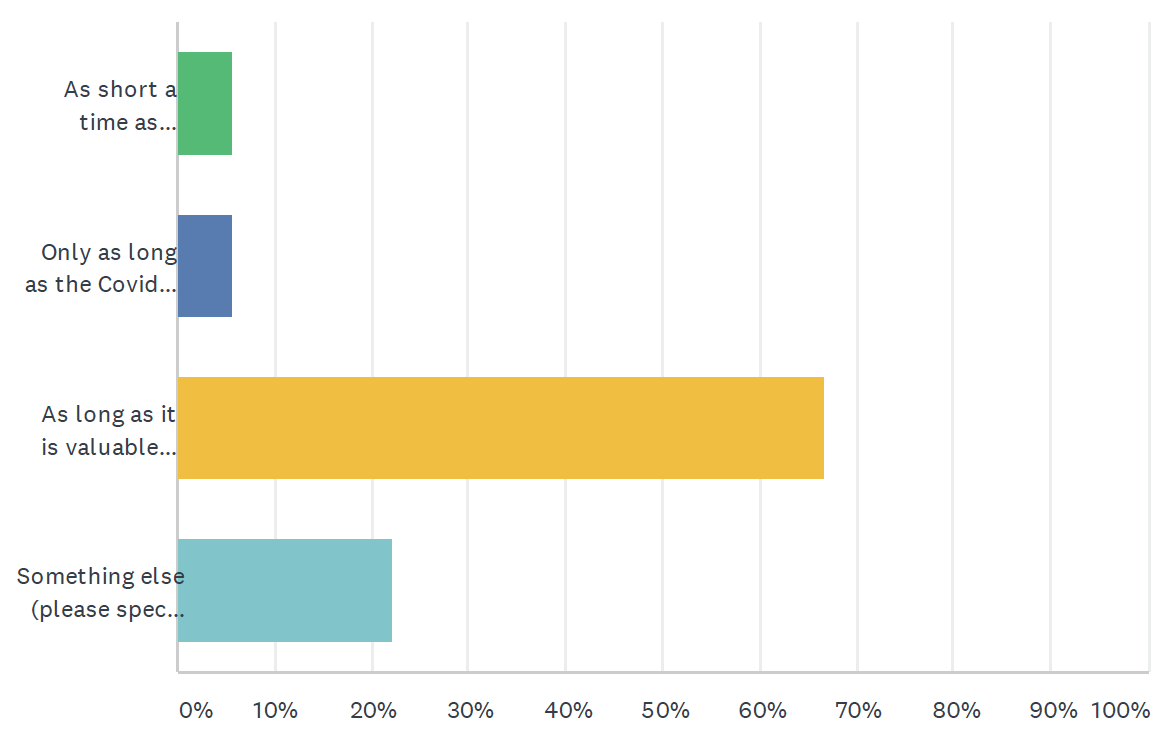 As short a
time as...
Only as long
as the Covid...
As long as it
is valuable...
Something else
(please spec...
0% 10% 20% 30% 40% 50% 60% 70% 80% 90% 100%